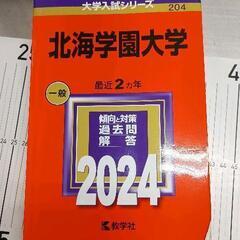 大学入試シリーズ
204
北海学園大学
最近2カ年
一般
傾向と対策
過去問
解答
2024
教学社
25